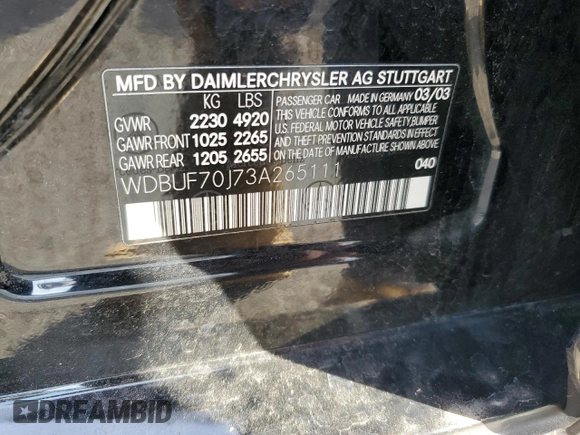 MFD BY DAIMLERCHRYSLER AG STUTTGART
KG LBS
GVWR 2230 4920
GAWR FRONT 1025 2265
GAWR REAR 1205 2655
PASSENGER CAR MADE IN GERMANY 03/03
THIS VEHICLE CONFORMS TO ALL APPLICABLE
U.S. FEDERAL MOTOR VEHICLE SAFETY, BUMPER
AND THEFT PREVENTION STANDARDS IN EFFECT
ON THE DATE OF MANUFACTURE SHOWN ABOVE.
040
WDBUF70J73A265111
DREAMBID